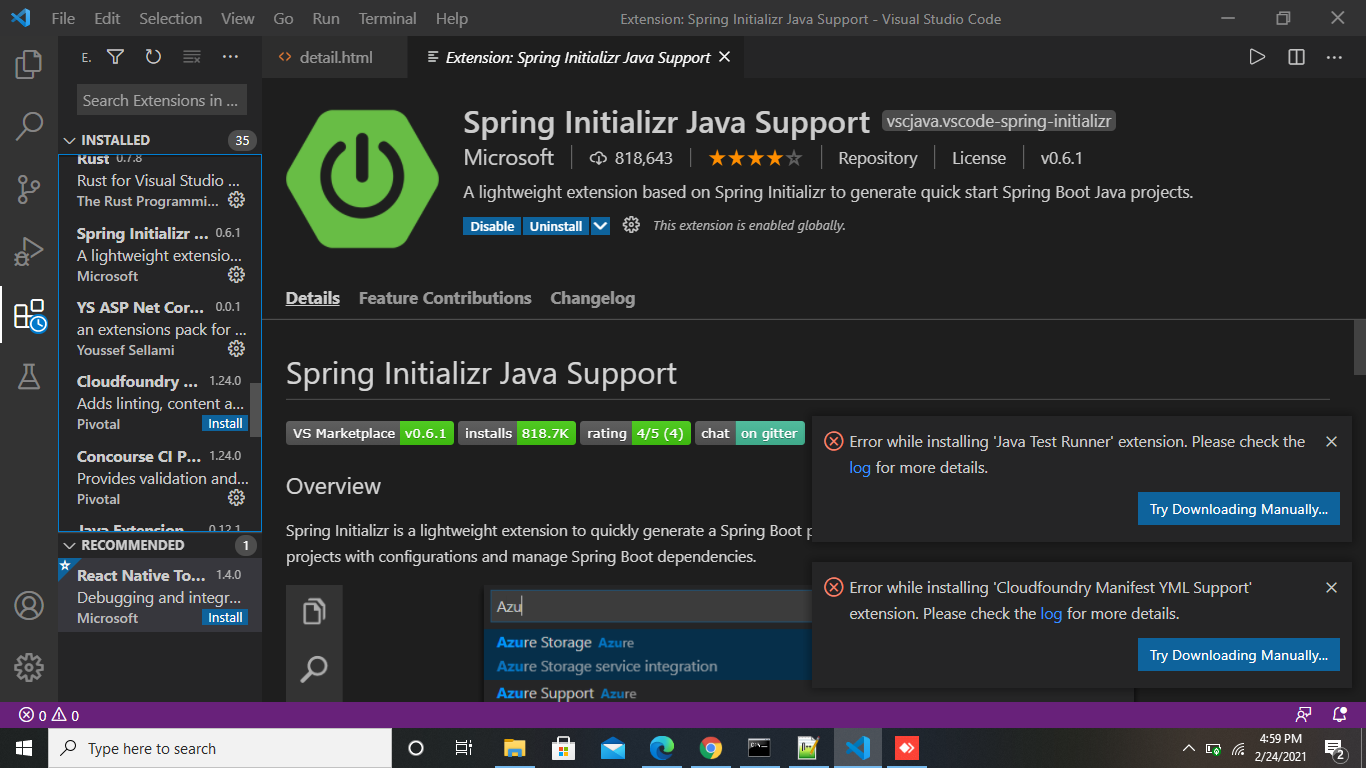 File Edit Selection View Go Run Terminal Help
Extension: Spring Initializr Java Support - Visual Studio Code
E.
detail.html
Extension: Spring Initializr Java Support
Search Extensions in ...
INSTALLED 35
Rust 0.7.8
Rust for Visual Studio ...
The Rust Programmi...
Spring Initializr ... 0.6.1
A lightweight extensio...
Microsoft
YS ASP Net Cor... 0.0.1
an extensions pack for ...
Youssef Sellami
Cloudfoundry ... 1.24.0
Adds linting, content a...
Pivotal Install
Concourse CI P... 1.24.0
Provides validation and...
Pivotal
Java Extension 0.12.1
RECOMMENDED 1
React Native To... 1.4.0
Debugging and integr...
Microsoft Install
Spring Initializr Java Support vscjava.vscode-spring-initializr
Microsoft 818,643 Repository License v0.6.1
A lightweight extension based on Spring Initializr to generate quick start Spring Boot Java projects.
Disable Uninstall This extension is enabled globally.
Details Feature Contributions Changelog
Spring Initializr Java Support
VS Marketplace v0.6.1 installs 818.7K rating 4/5 (4) chat on gitter
Overview
Spring Initializr is a lightweight extension to quickly generate a Spring Boot p
projects with configurations and manage Spring Boot dependencies.
Azu
Azure Storage Azure
Azure Storage service integration
Azure Support Azure
Error while installing 'Java Test Runner' extension. Please check the
log for more details.
Try Downloading Manually...
Error while installing 'Cloudfoundry Manifest YML Support'
extension. Please check the log for more details.
Try Downloading Manually...
0 0
Type here to search
4:59 PM
2/24/2021
2